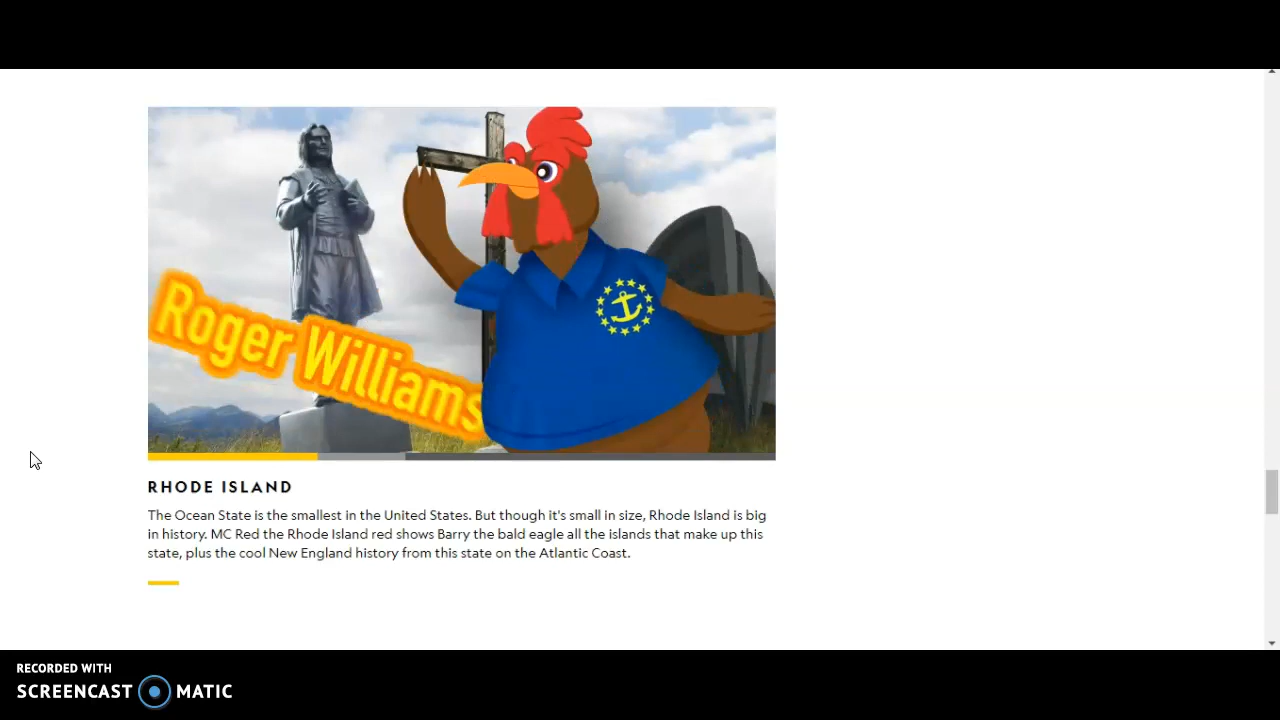 Roger Williams
RHODE ISLAND
The Ocean State is the smallest in the United States. But though it's small in size, Rhode Island is big
in history. MC Red the Rhode Island red shows Barry the bald eagle all the islands that make up this
state, plus the cool New England history from this state on the Atlantic Coast.
RECORDED WITH
SCREENCAST MATIC